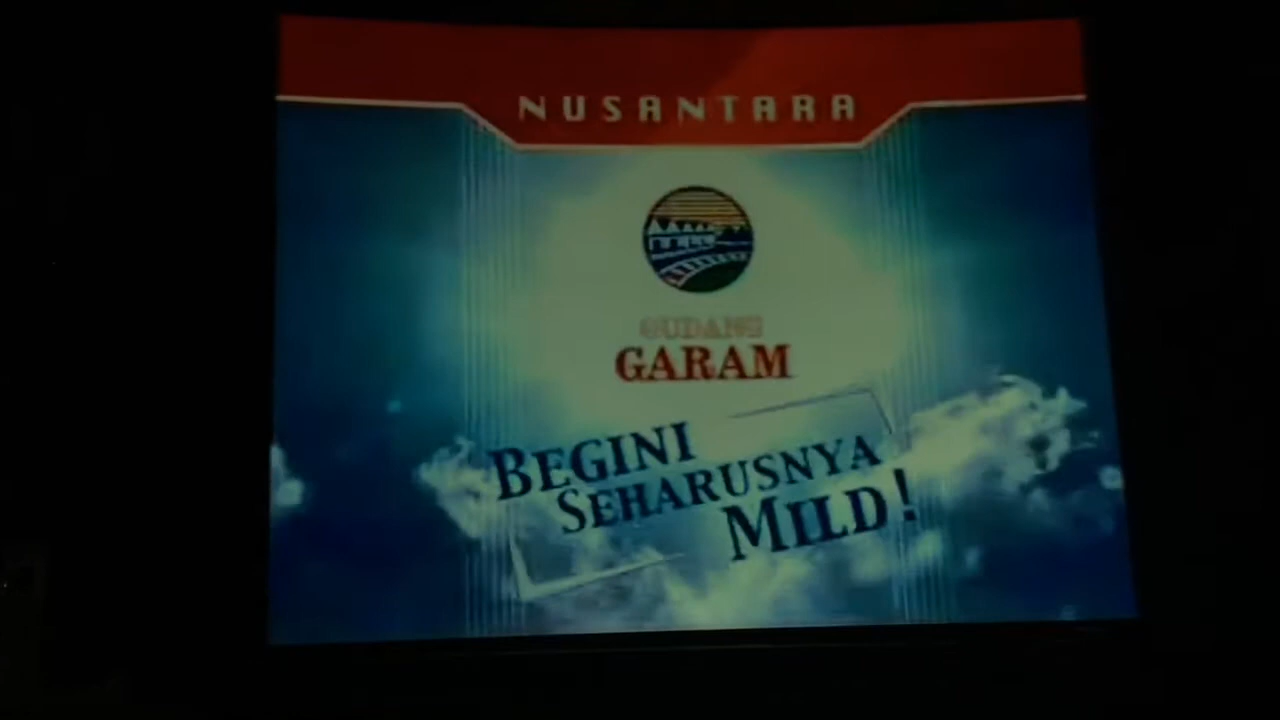 NUSANTARA
GUDANG
GARAM
BEGINI
SEHARUSNYA
MILD!